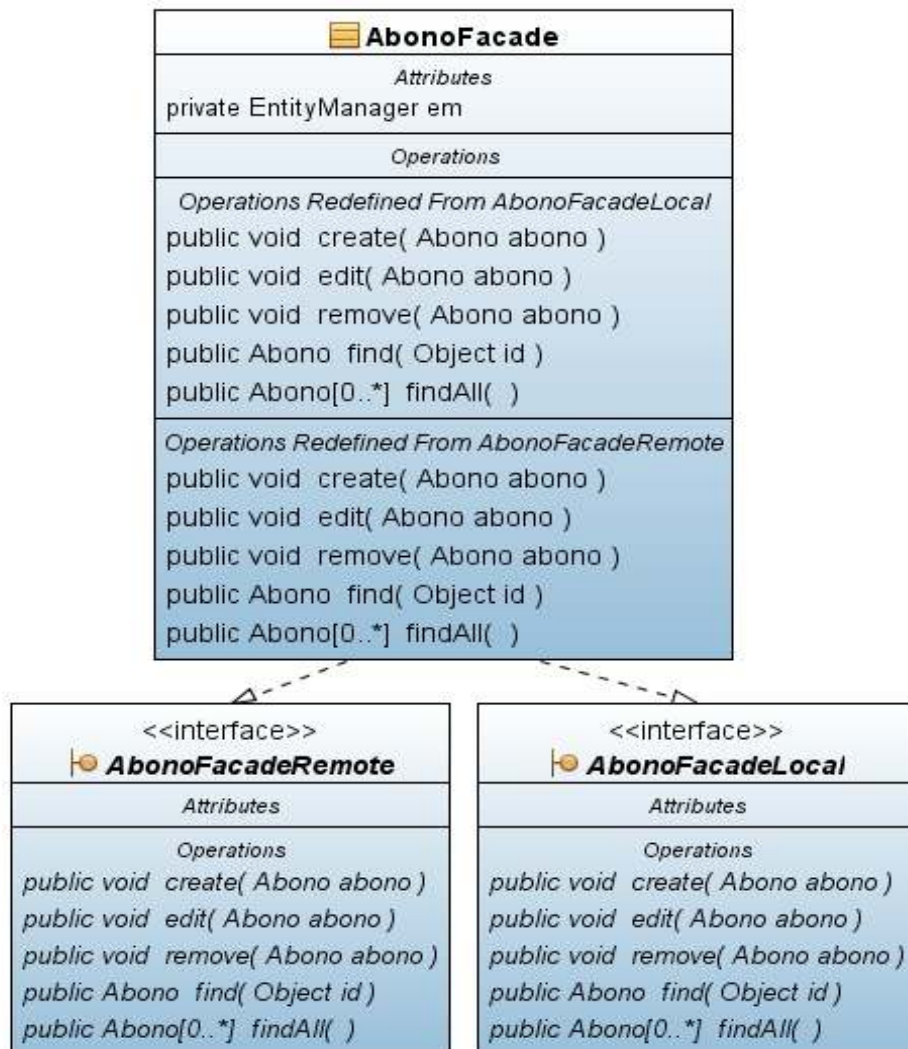 AbonoFacade
Attributes
private EntityManager em
Operations
Operations Redefined From AbonoFacadeLocal
public void create( Abono abono )
public void edit( Abono abono )
public void remove( Abono abono )
public Abono find( Object id )
public Abono[0..*] findAll( )
Operations Redefined From AbonoFacadeRemote
public void create( Abono abono )
public void edit( Abono abono )
public void remove( Abono abono )
public Abono find( Object id )
public Abono[0..*] findAll( )
<<interface>>
AbonoFacadeRemote
Attributes
Operations
public void create( Abono abono )
public void edit( Abono abono )
public void remove( Abono abono )
public Abono find( Object id )
public Abono[0..*] findAll( )
<<interface>>
AbonoFacadeLocal
Attributes
Operations
public void create( Abono abono )
public void edit( Abono abono )
public void remove( Abono abono )
public Abono find( Object id )
public Abono[0..*] findAll( )